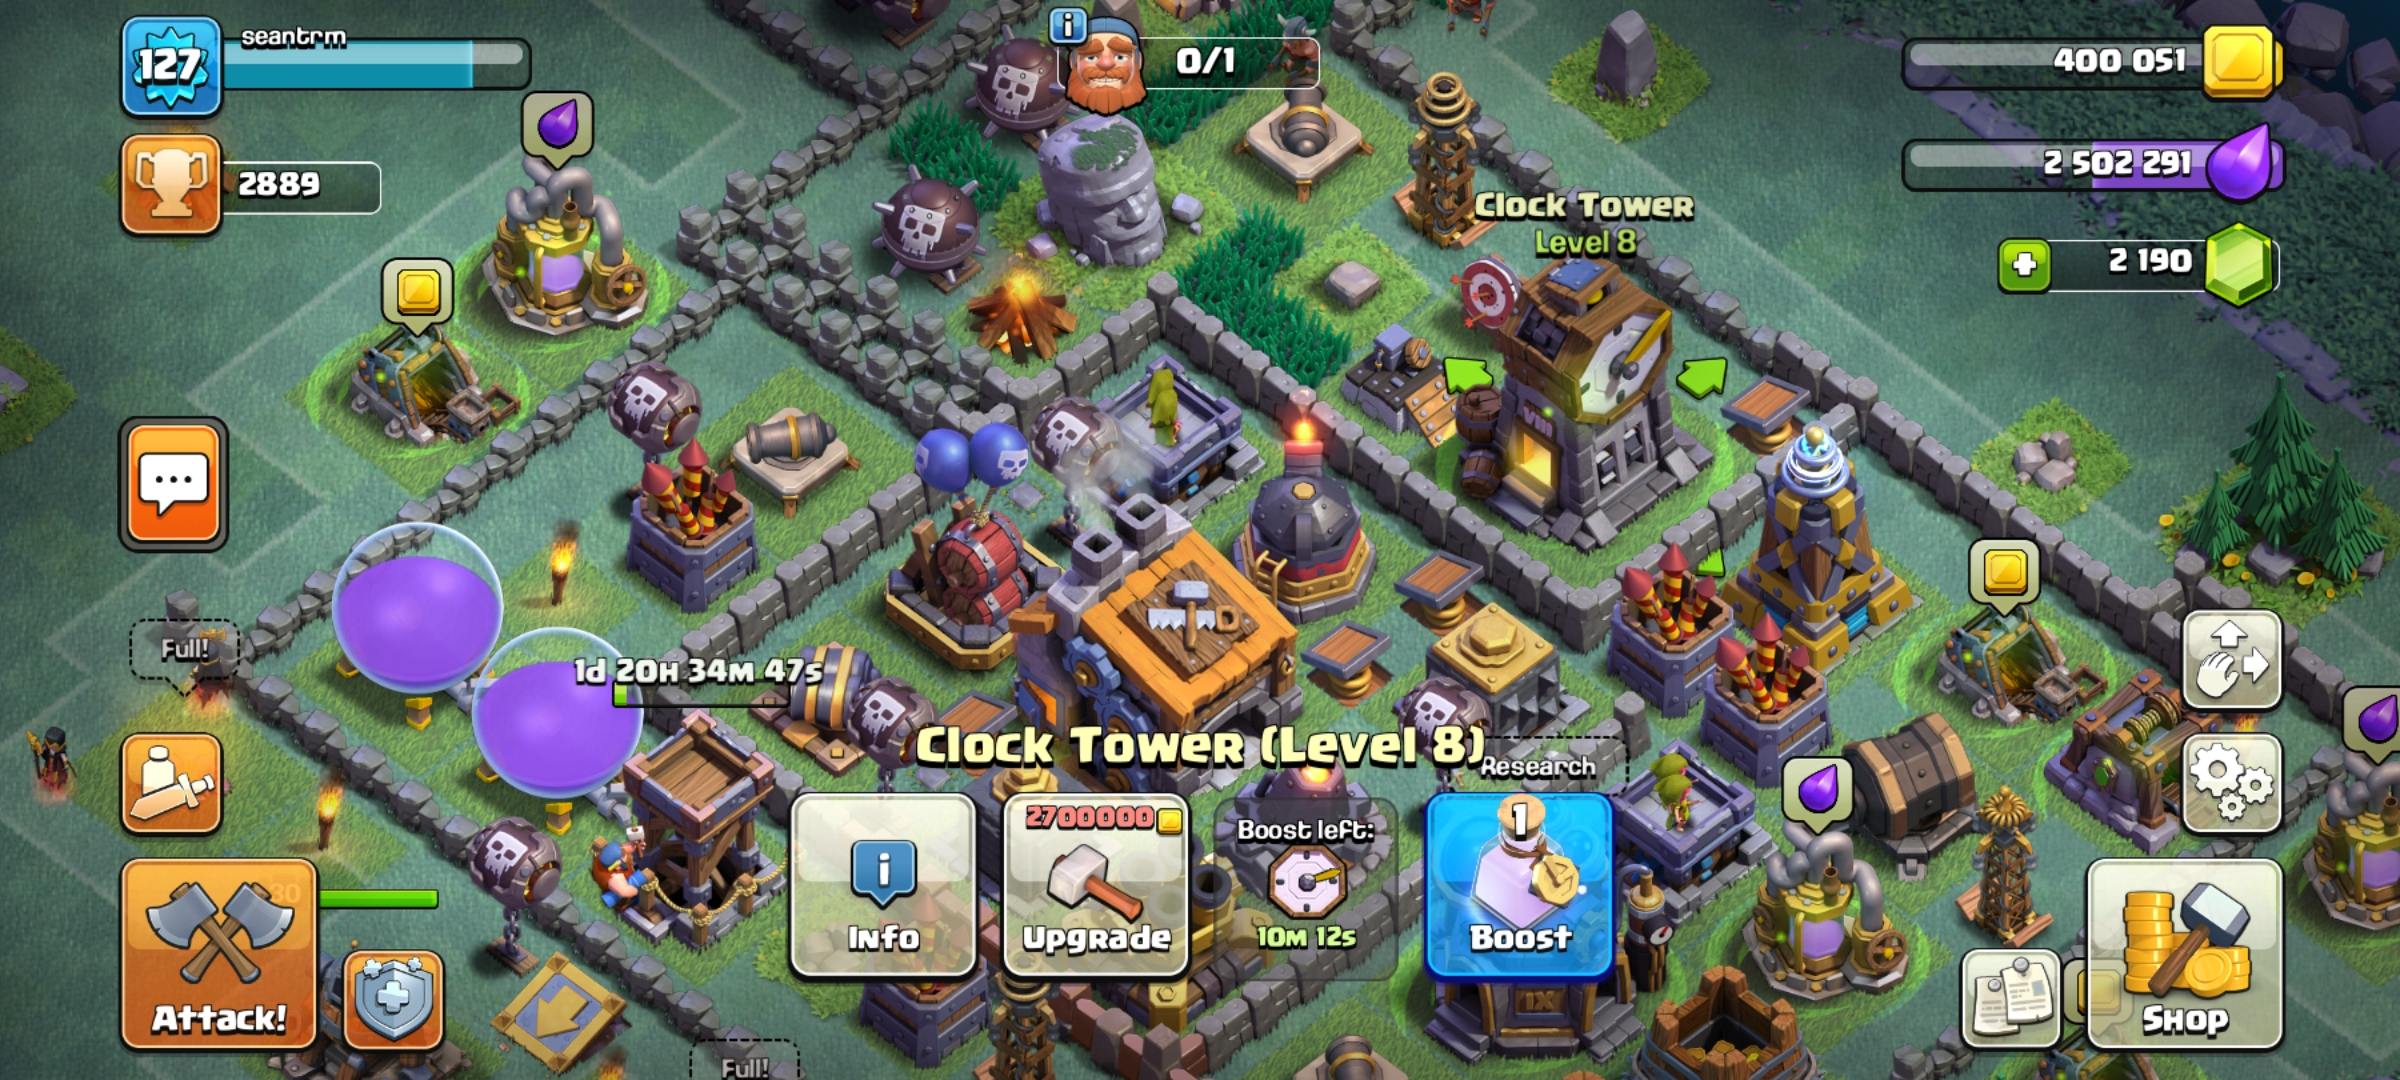 127
seantrm
0/1
400 051
2889
2 502 291
Clock Tower
Level 8
2 190
Full!
1d 20H 34M 47s
Clock Tower (Level 8)
Research
2700000
Boost left:
1
VIII
Info
Upgrade
10M 12s
Boost
Attack!
IX
Shop
Full!